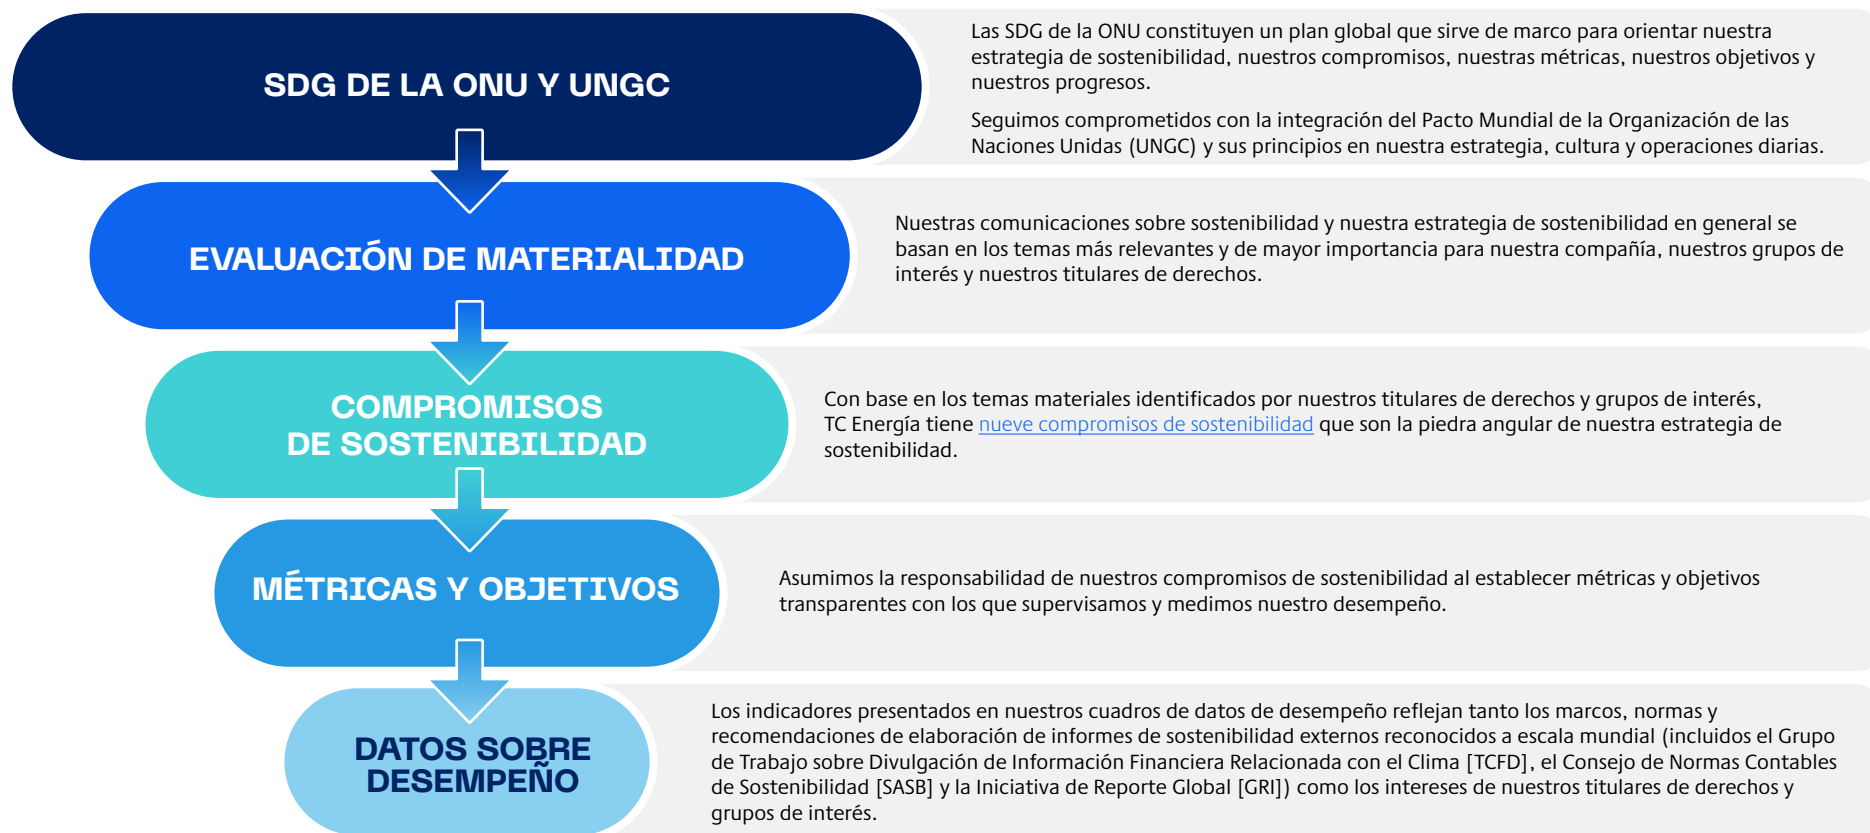 SDG DE LA ONU Y UNGC
Las SDG de la ONU constituyen un plan global que sirve de marco para orientar nuestra
estrategia de sostenibilidad, nuestros compromisos, nuestras métricas, nuestros objetivos y
nuestros progresos.
Seguimos comprometidos con la integración del Pacto Mundial de la Organización de las
Naciones Unidas (UNGC) y sus principios en nuestra estrategia, cultura y operaciones diarias.
EVALUACIÓN DE MATERIALIDAD
Nuestras comunicaciones sobre sostenibilidad y nuestra estrategia de sostenibilidad en general se
basan en los temas más relevantes y de mayor importancia para nuestra compañía, nuestros grupos de
interés y nuestros titulares de derechos.
COMPROMISOS
DE SOSTENIBILIDAD
Con base en los temas materiales identificados por nuestros titulares de derechos y grupos de interés,
TC Energía tiene nueve compromisos de sostenibilidad que son la piedra angular de nuestra estrategia de
sostenibilidad.
MÉTRICAS Y OBJETIVOS
Asumimos la responsabilidad de nuestros compromisos de sostenibilidad al establecer métricas y objetivos
transparentes con los que supervisamos y medimos nuestro desempeño.
DATOS SOBRE
DESEMPEÑO
Los indicadores presentados en nuestros cuadros de datos de desempeño reflejan tanto los marcos, normas y
recomendaciones de elaboración de informes de sostenibilidad externos reconocidos a escala mundial (incluidos el Grupo
de Trabajo sobre Divulgación de Información Financiera Relacionada con el Clima [TCFD], el Consejo de Normas Contables
de Sostenibilidad [SASB] y la Iniciativa de Reporte Global [GRI]) como los intereses de nuestros titulares de derechos y
grupos de interés.